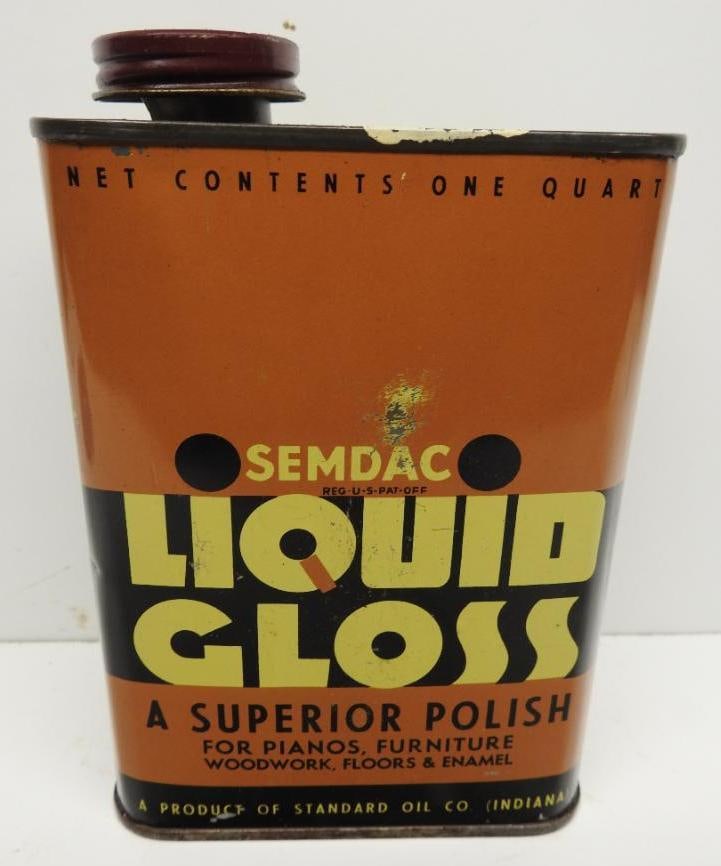 NET CONTENTS ONE QUART
SEMDAC
REG·U·S·PAT·OFF
LIQUID
GLOSS
A SUPERIOR POLISH
FOR PIANOS, FURNITURE
WOODWORK, FLOORS & ENAMEL
A PRODUCT OF STANDARD OIL CO (INDIANA)